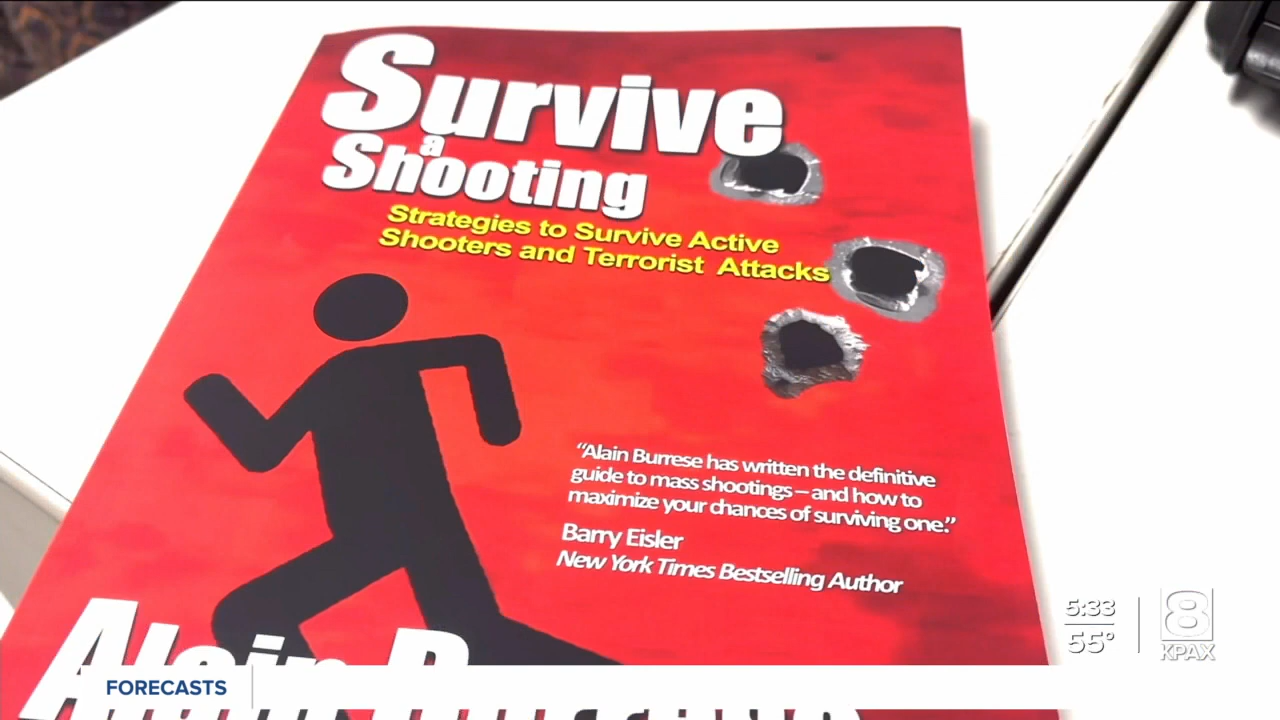 Survive
a
Shooting
Strategies to Survive Active
Shooters and Terrorist Attacks
“Alain Burrese has written the definitive
guide to mass shootings – and how to
maximize your chances of surviving one.”
Barry Eisler
New York Times Bestselling Author
Alain B
5:33
55°
8
KPAX
FORECASTS